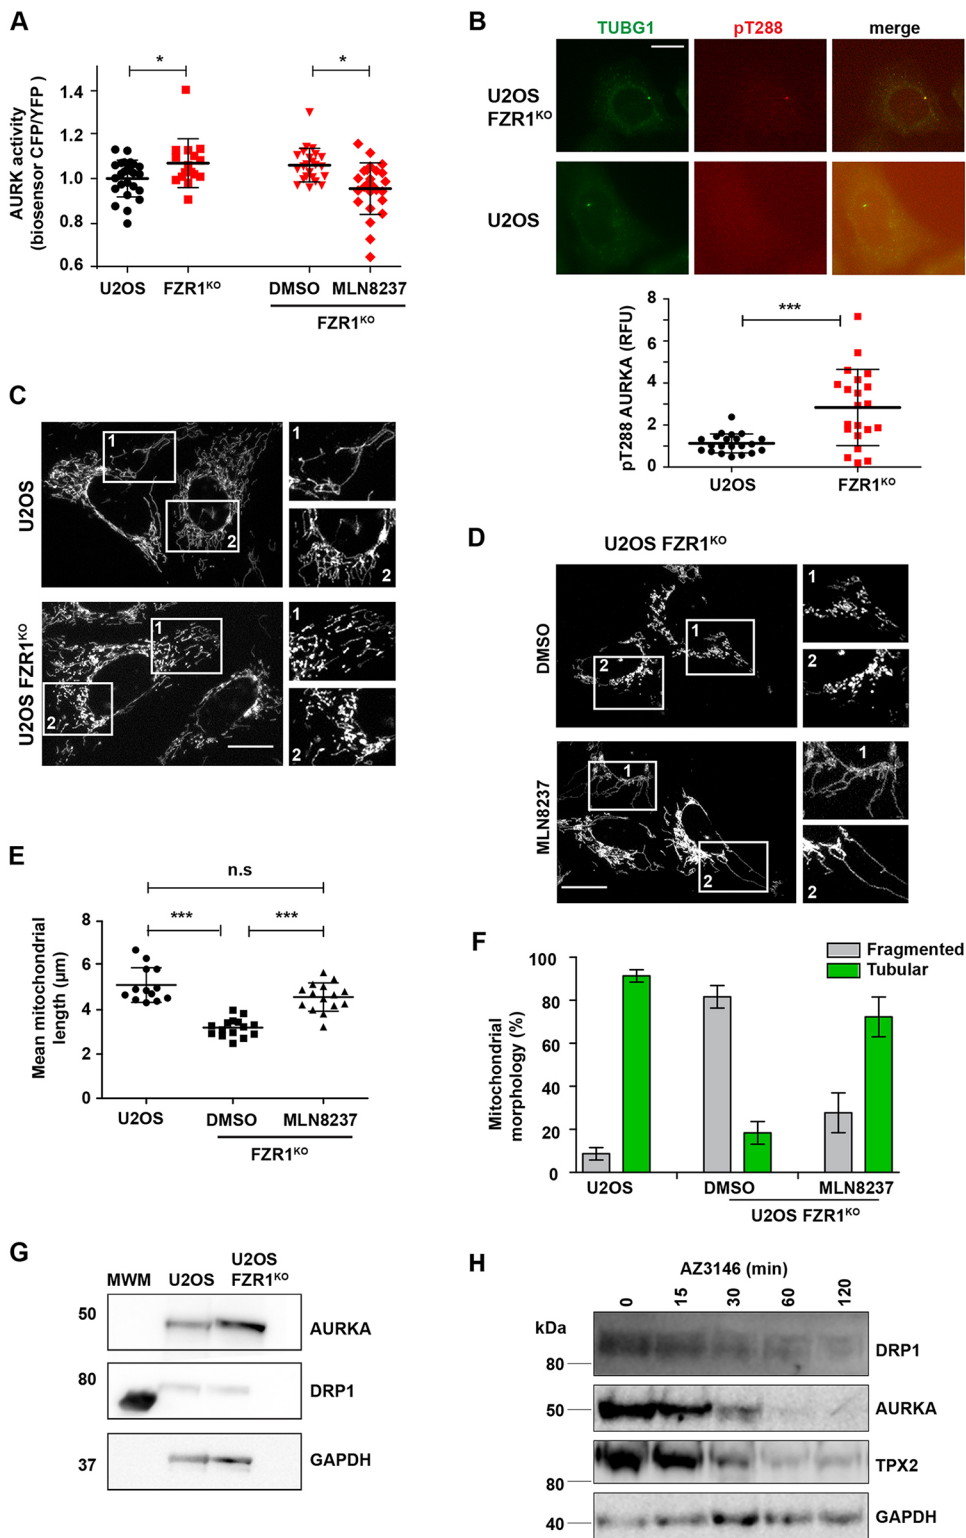 A
AURK activity
(biosensor CFP/YFP )
1.4
1.2
1.0
0.8
0.6
*
*
U2OS
FZR1ᴷᴼ
DMSO
MLN8237
FZR1ᴷᴼ
B
TUBG1
pT288
merge
U2OS
FZR1ᴷᴼ
U2OS
pT288 AURKA (RFU)
8
6
4
2
0
***
U2OS
FZR1ᴷᴼ
C
U2OS
1
2
1
2
U2OS FZR1ᴷᴼ
1
2
1
2
D
U2OS FZR1ᴷᴼ
DMSO
1
2
1
2
MLN8237
1
2
1
2
E
n.s
***
***
Mean mitochondrial
length (μm)
8
6
4
2
0
U2OS
DMSO
MLN8237
FZR1ᴷᴼ
F
Fragmented
Tubular
Mitochondrial
morphology (%)
100
80
60
40
20
0
U2OS
DMSO
MLN8237
U2OS FZR1ᴷᴼ
G
MWM
U2OS
U2OS
FZR1ᴷᴼ
50
AURKA
80
DRP1
37
GAPDH
H
AZ3146 (min)
0
15
30
60
120
kDa
80
DRP1
50
AURKA
80
TPX2
40
GAPDH